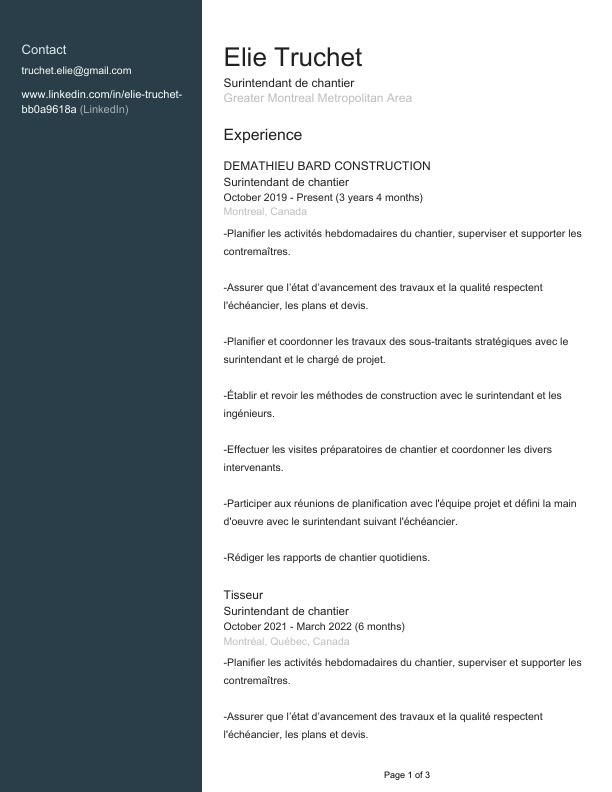 Contact
truchet.elie@gmail.com
www.linkedin.com/in/elie-truchet-
bb0a9618a (LinkedIn)
Elie Truchet
Surintendant de chantier
Greater Montreal Metropolitan Area
Experience
DEMATHIEU BARD CONSTRUCTION
Surintendant de chantier
October 2019 - Present (3 years 4 months)
Montreal, Canada
-Planifier les activités hebdomadaires du chantier, superviser et supporter les
contremaîtres.
-Assurer que l’état d’avancement des travaux et la qualité respectent
l'échéancier, les plans et devis.
-Planifier et coordonner les travaux des sous-traitants stratégiques avec le
surintendant et le chargé de projet.
-Établir et revoir les méthodes de construction avec le surintendant et les
ingénieurs.
-Effectuer les visites préparatoires de chantier et coordonner les divers
intervenants.
-Participer aux réunions de planification avec l'équipe projet et défini la main
d'oeuvre avec le surintendant suivant l'échéancier.
-Rédiger les rapports de chantier quotidiens.
Tisseur
Surintendant de chantier
October 2021 - March 2022 (6 months)
Montréal, Québec, Canada
-Planifier les activités hebdomadaires du chantier, superviser et supporter les
contremaîtres.
-Assurer que l’état d’avancement des travaux et la qualité respectent
l'échéancier, les plans et devis.
Page 1 of 3